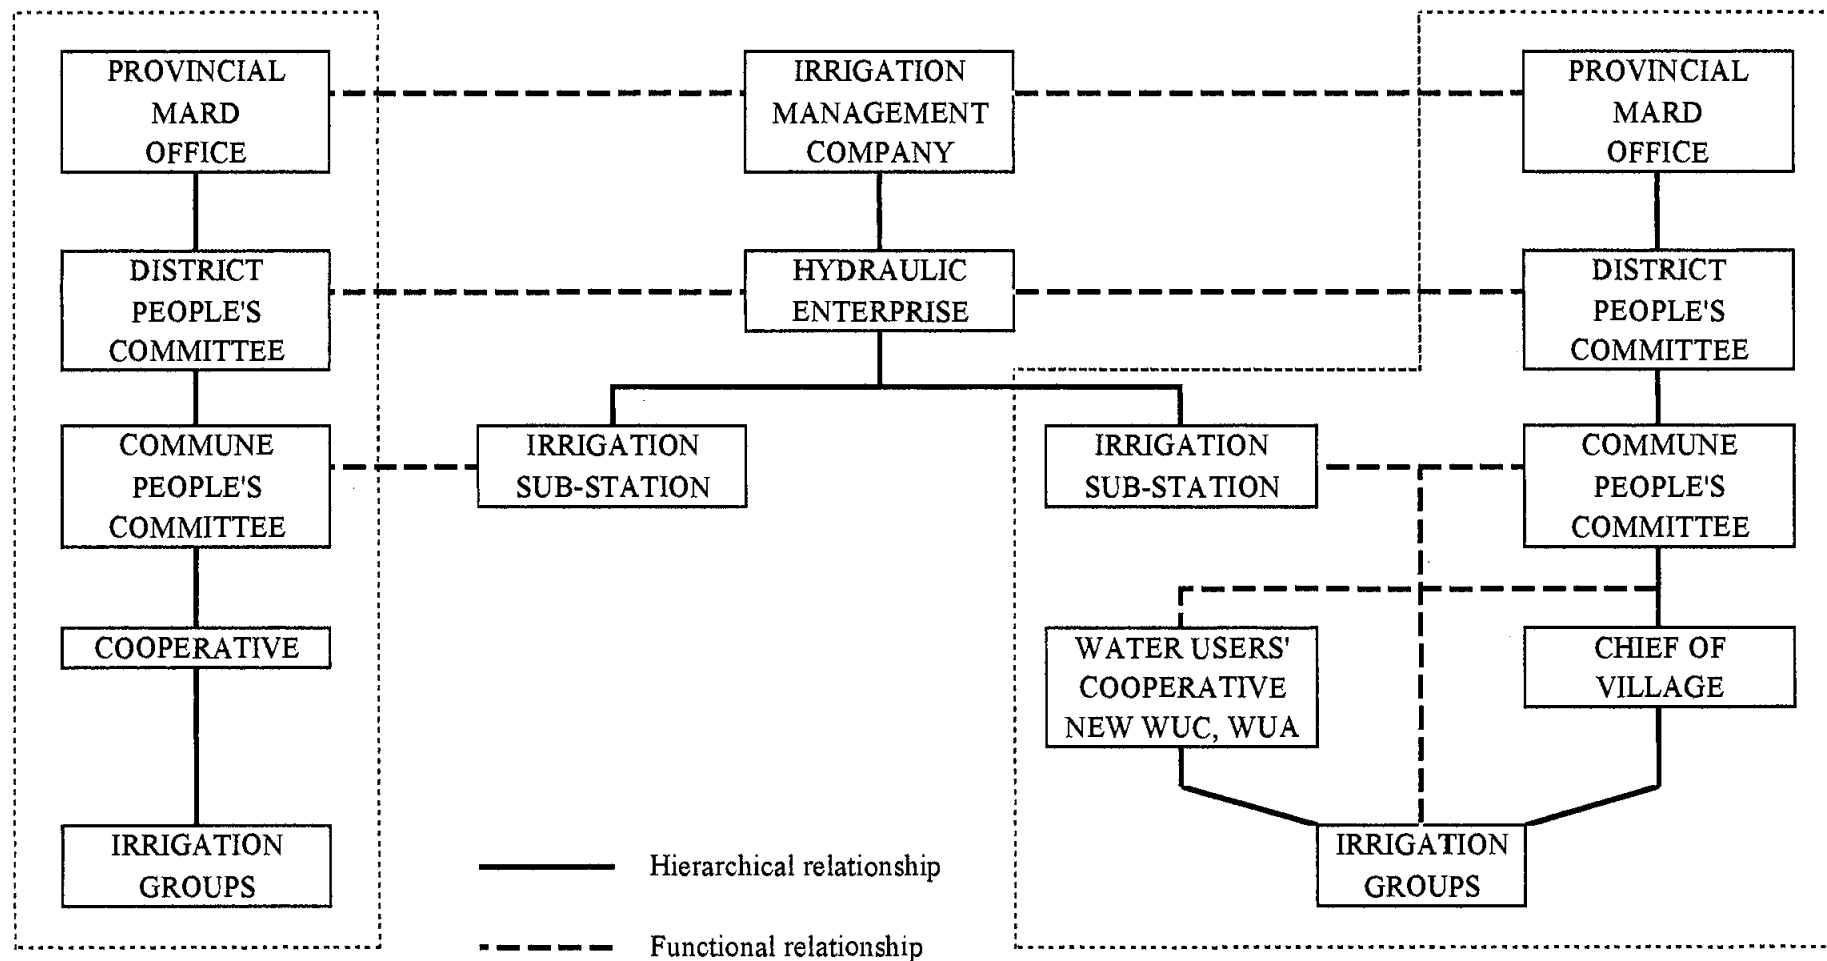 PROVINCIAL
MARD
OFFICE
IRRIGATION
MANAGEMENT
COMPANY
PROVINCIAL
MARD
OFFICE
DISTRICT
PEOPLE'S
COMMITTEE
HYDRAULIC
ENTERPRISE
DISTRICT
PEOPLE'S
COMMITTEE
COMMUNE
PEOPLE'S
COMMITTEE
IRRIGATION
SUB-STATION
IRRIGATION
SUB-STATION
COMMUNE
PEOPLE'S
COMMITTEE
COOPERATIVE
WATER USERS'
COOPERATIVE
NEW WUC, WUA
CHIEF OF
VILLAGE
IRRIGATION
GROUPS
IRRIGATION
GROUPS
Hierarchical relationship
Functional relationship